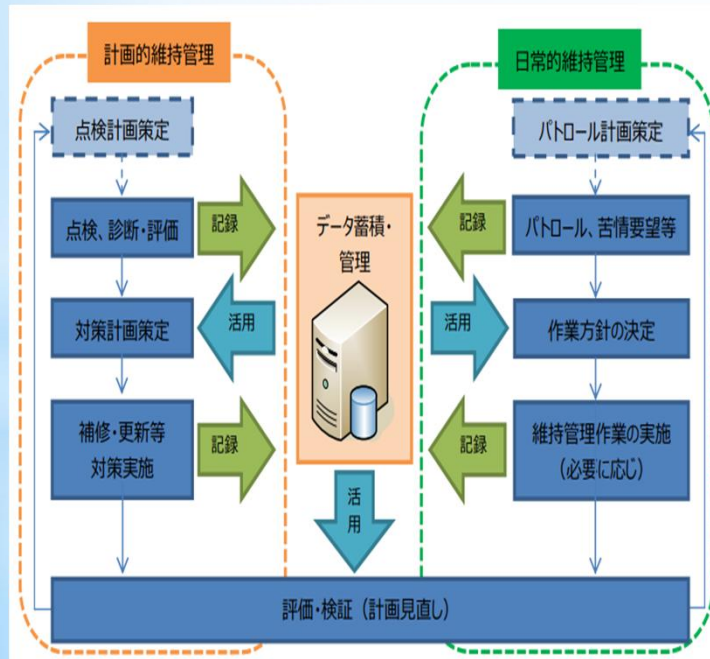 計画的維持管理
日常的維持管理
点検計画策定
パトロール計画策定
点検、診断・評価
記録
データ蓄積・
管理
記録
パトロール、苦情要望等
対策計画策定
活用
活用
作業方針の決定
補修・更新等
対策実施
記録
記録
維持管理作業の実施
（必要に応じ）
活
用
評価・検証（計画見直し）